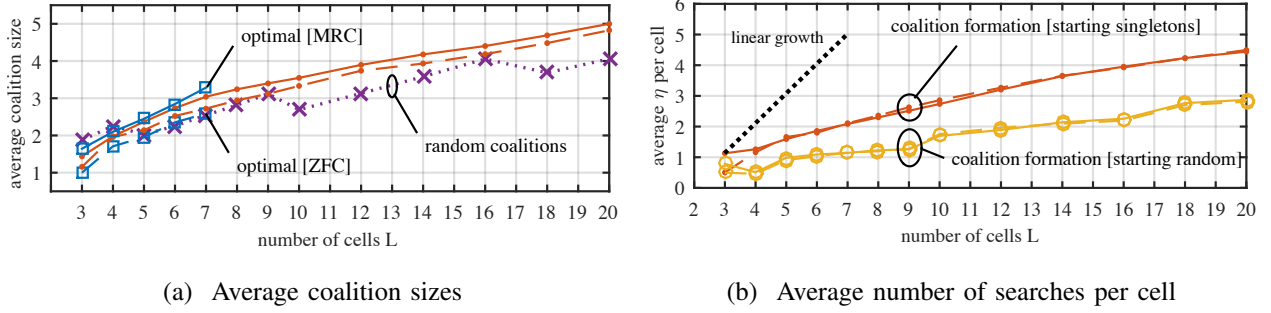 average coalition size
5
4
3
2
1
optimal [MRC]
optimal [ZFC]
random coalitions
3 4 5 6 7 8 9 10 11 12 13 14 15 16 17 18 19 20
number of cells L
(a) Average coalition sizes
average η per cell
6
5
4
3
2
1
0
linear growth
coalition formation [starting singletons]
coalition formation [starting random]
2 3 4 5 6 7 8 9 10 11 12 13 14 15 16 17 18 19 20
number of cells L
(b) Average number of searches per cell